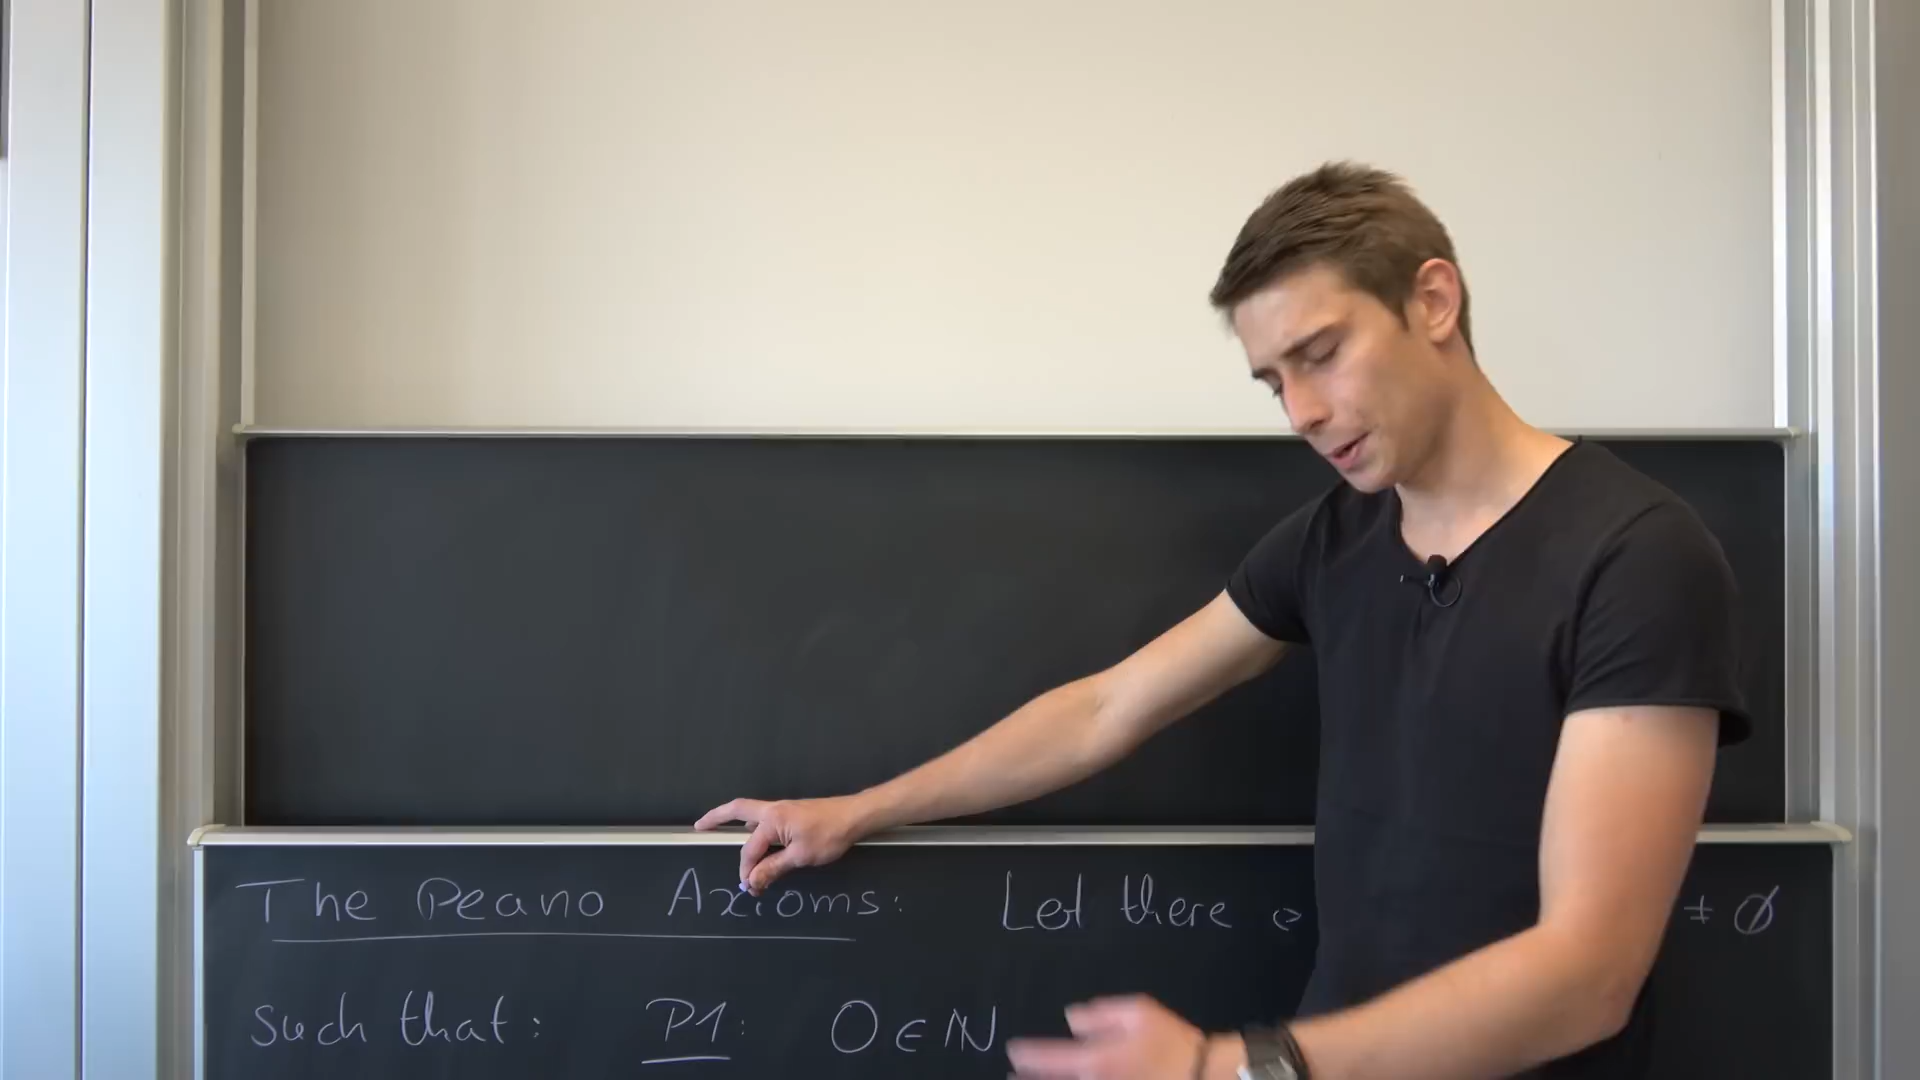 The Peano Axioms: Let there ≠ ∅
such that: P1: 0 ∈ ℕ